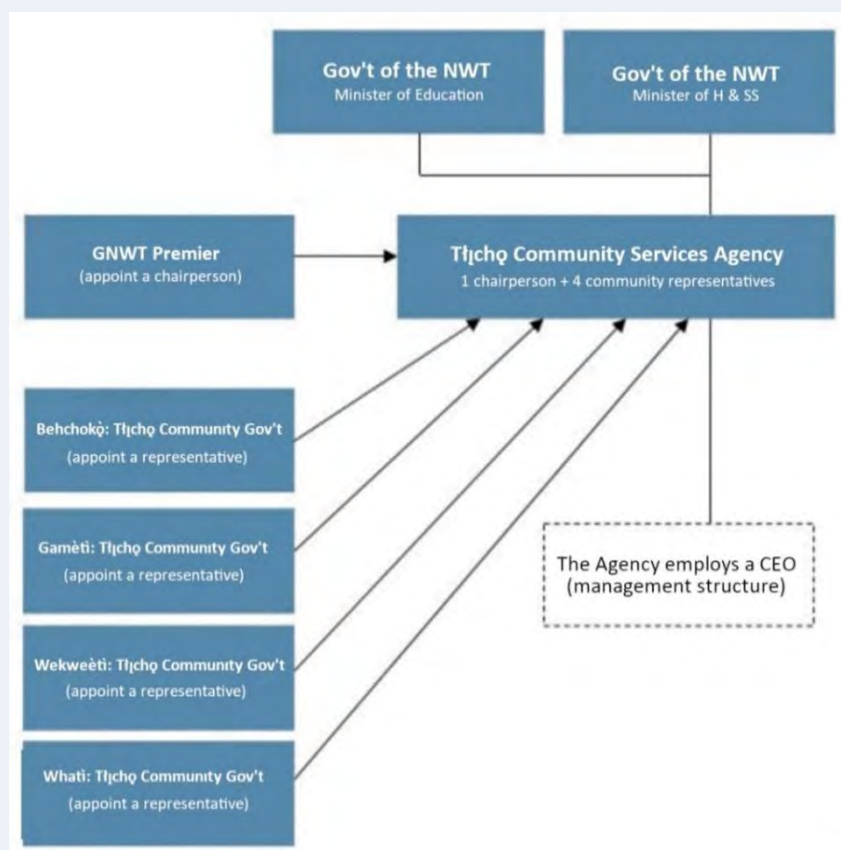 Gov't of the NWT
Minister of Education
Gov't of the NWT
Minister of H & SS
GNWT Premier
(appoint a chairperson)
Tłı̨chǫ Community Services Agency
1 chairperson + 4 community representatives
Behchokǫ̀: Tłı̨chǫ Community Gov't
(appoint a representative)
Gamètì: Tłı̨chǫ Community Gov't
(appoint a representative)
Wekweètì: Tłı̨chǫ Community Gov't
(appoint a representative)
Whatì: Tłı̨chǫ Community Gov't
(appoint a representative)
The Agency employs a CEO
(management structure)